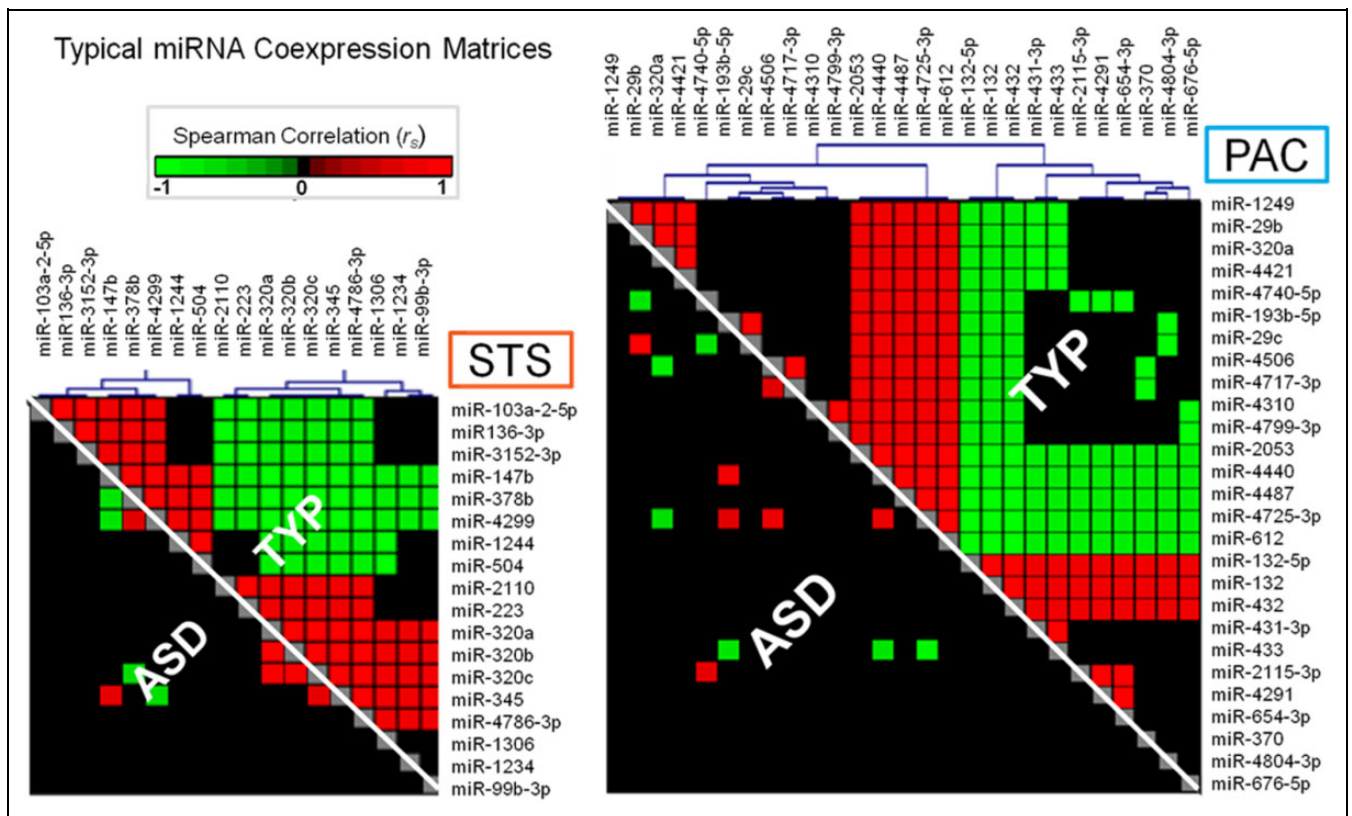 Typical miRNA Coexpression Matrices
Spearman Correlation (rs)
-1 0 1
miR-103a-2-5p
miR136-3p
miR-3152-3p
miR-147b
miR-378b
miR-4299
miR-1244
miR-504
miR-2110
miR-223
miR-320a
miR-320b
miR-320c
miR-345
miR-4786-3p
miR-1306
miR-1234
miR-99b-3p
STS
miR-103a-2-5p
miR136-3p
miR-3152-3p
miR-147b
miR-378b
miR-4299
miR-1244
miR-504
miR-2110
miR-223
miR-320a
miR-320b
miR-320c
miR-345
miR-4786-3p
miR-1306
miR-1234
miR-99b-3p
TYP
ASD
miR-1249
miR-29b
miR-320a
miR-4421
miR-4740-5p
miR-193b-5p
miR-29c
miR-4506
miR-4717-3p
miR-4310
miR-4799-3p
miR-2053
miR-4440
miR-4487
miR-4725-3p
miR-612
miR-132-5p
miR-132
miR-432
miR-431-3p
miR-433
miR-2115-3p
miR-4291
miR-654-3p
miR-370
miR-4804-3p
miR-676-5p
PAC
miR-1249
miR-29b
miR-320a
miR-4421
miR-4740-5p
miR-193b-5p
miR-29c
miR-4506
miR-4717-3p
miR-4310
miR-4799-3p
miR-2053
miR-4440
miR-4487
miR-4725-3p
miR-612
miR-132-5p
miR-132
miR-432
miR-431-3p
miR-433
miR-2115-3p
miR-4291
miR-654-3p
miR-370
miR-4804-3p
miR-676-5p
TYP
ASD